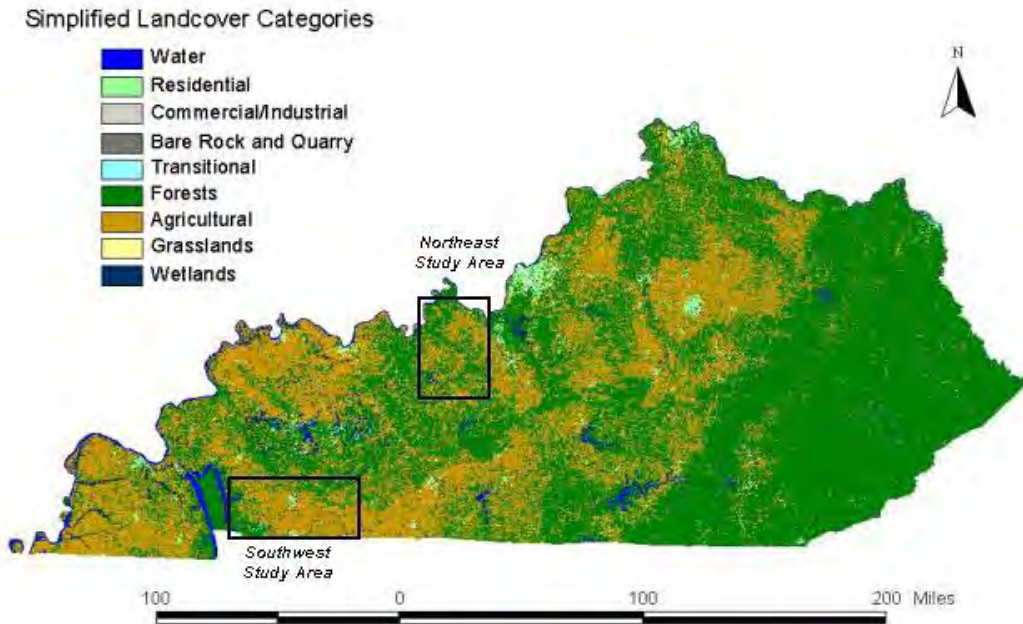 Simplified Landcover Categories
Water
Residential
Commercial/Industrial
Bare Rock and Quarry
Transitional
Forests
Agricultural
Grasslands
Wetlands
N
Northeast
Study Area
Southwest
Study Area
100 0 100 200 Miles